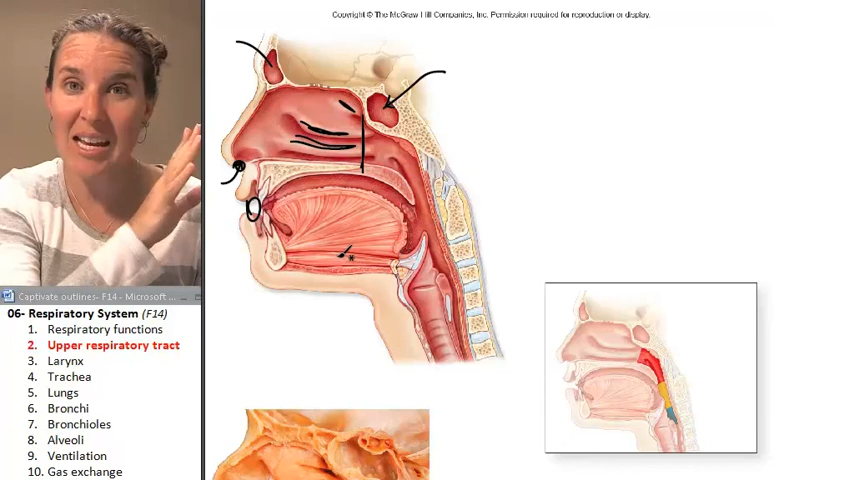 Copyright © The McGraw Hill Companies, Inc. Permission required for reproduction or display.
Captivate outlines- F14 - Microsoft ...
06- Respiratory System (F14)
1. Respiratory functions
2. Upper respiratory tract
3. Larynx
4. Trachea
5. Lungs
6. Bronchi
7. Bronchioles
8. Alveoli
9. Ventilation
10. Gas exchange